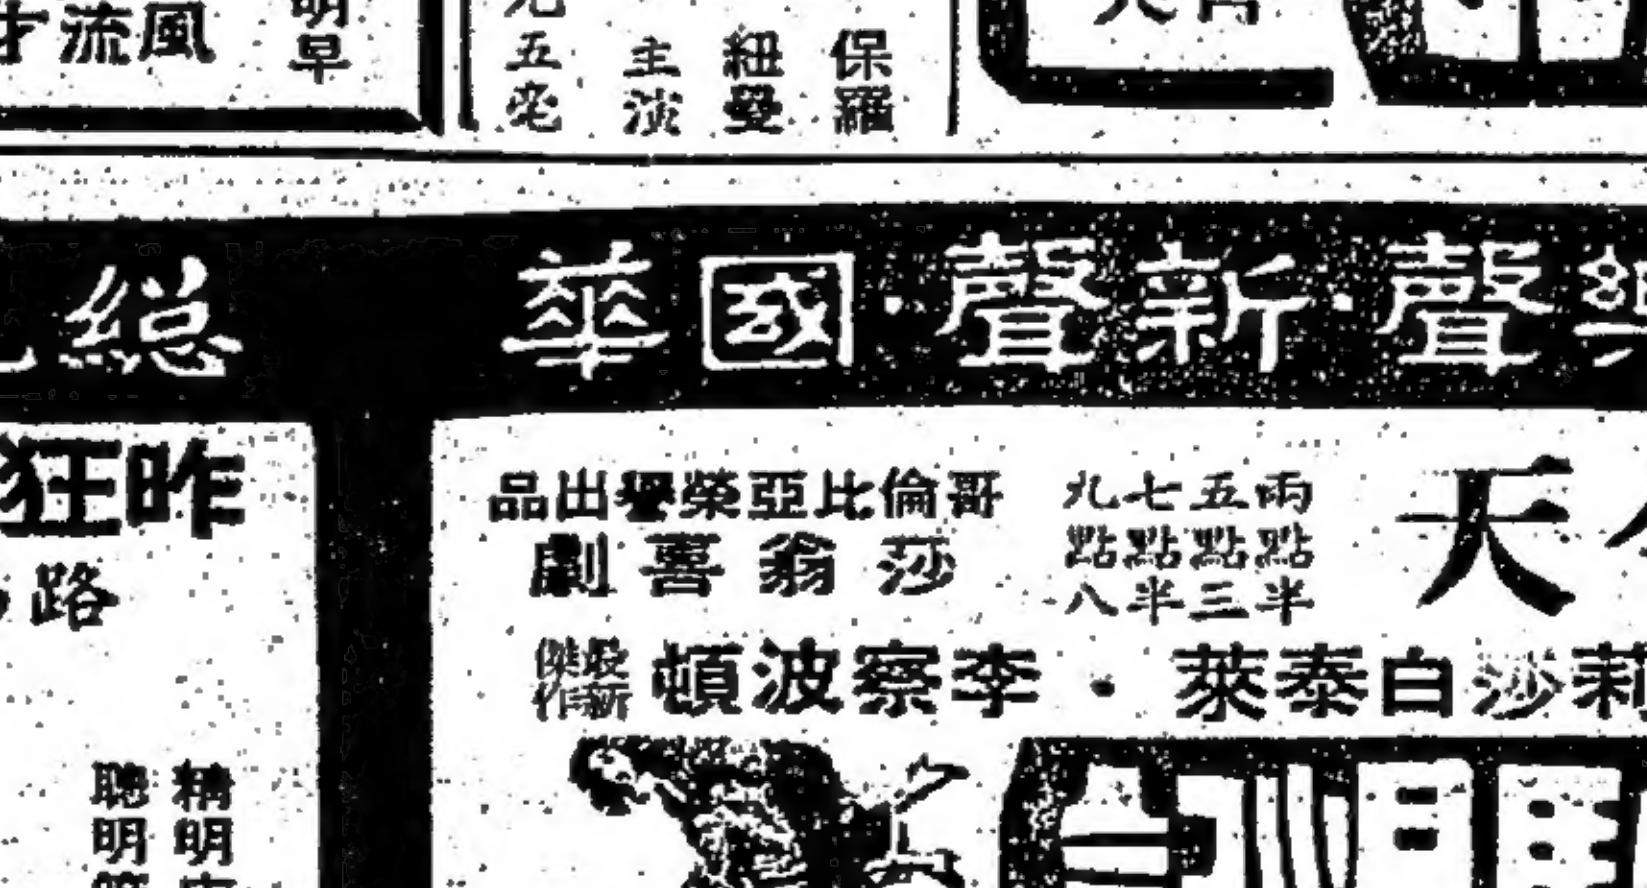 明早
風流才
保羅
紐曼
主演
元五毫
樂聲・新聲・國華
總
兩點半
五點三
七點半
九點八
哥倫比亞榮譽出品
莎翁喜劇
莉沙白泰萊・李察波頓
最新傑作
昨狂
路
精明
聰明